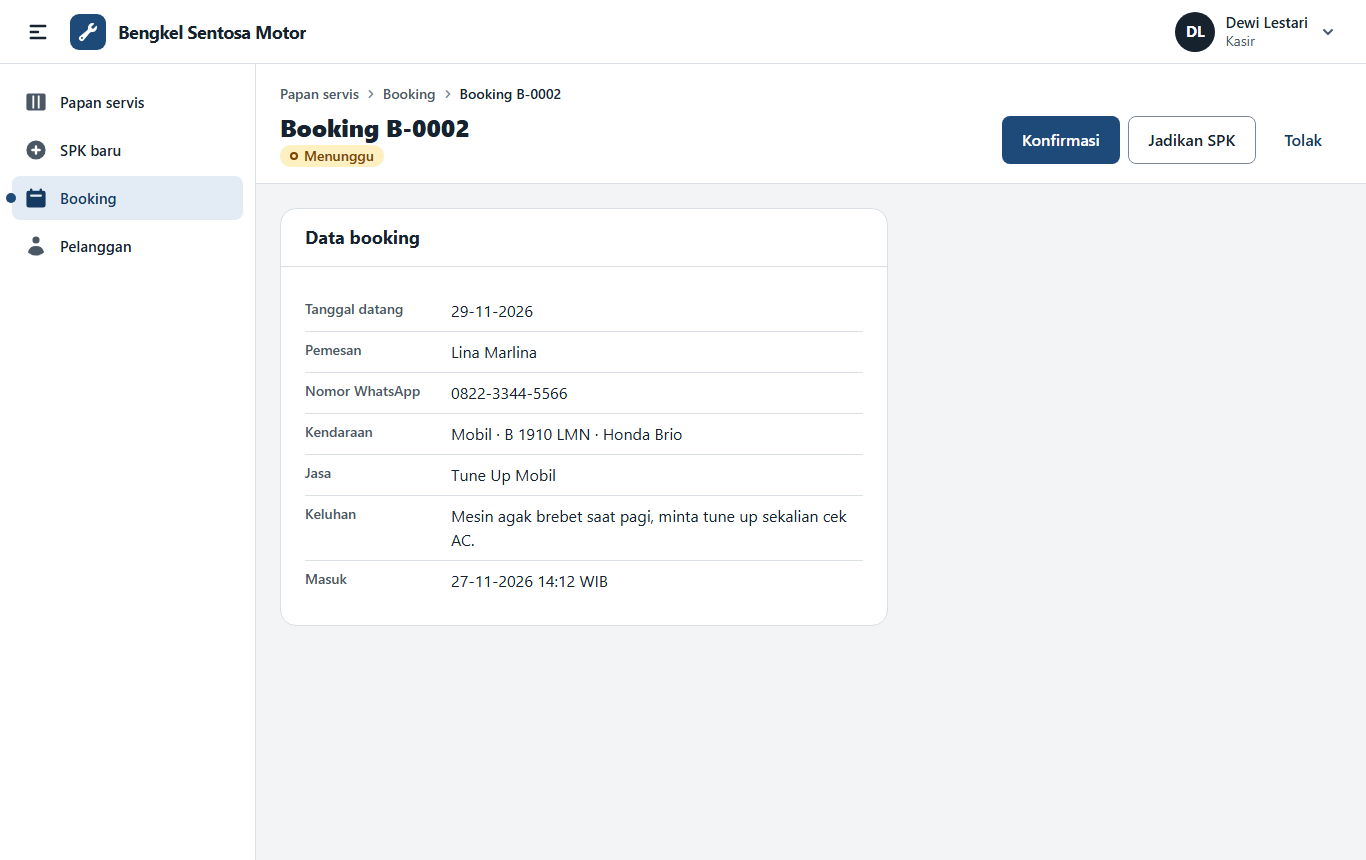 Bengkel Sentosa Motor
DL
Dewi Lestari
Kasir
Papan servis
SPK baru
Booking
Pelanggan
Papan servis > Booking > Booking B-0002
Booking B-0002
Menunggu
Konfirmasi
Jadikan SPK
Tolak
Data booking
Tanggal datang 29-11-2026
Pemesan Lina Marlina
Nomor WhatsApp 0822-3344-5566
Kendaraan Mobil · B 1910 LMN · Honda Brio
Jasa Tune Up Mobil
Keluhan Mesin agak brebet saat pagi, minta tune up sekalian cek
AC.
Masuk 27-11-2026 14:12 WIB